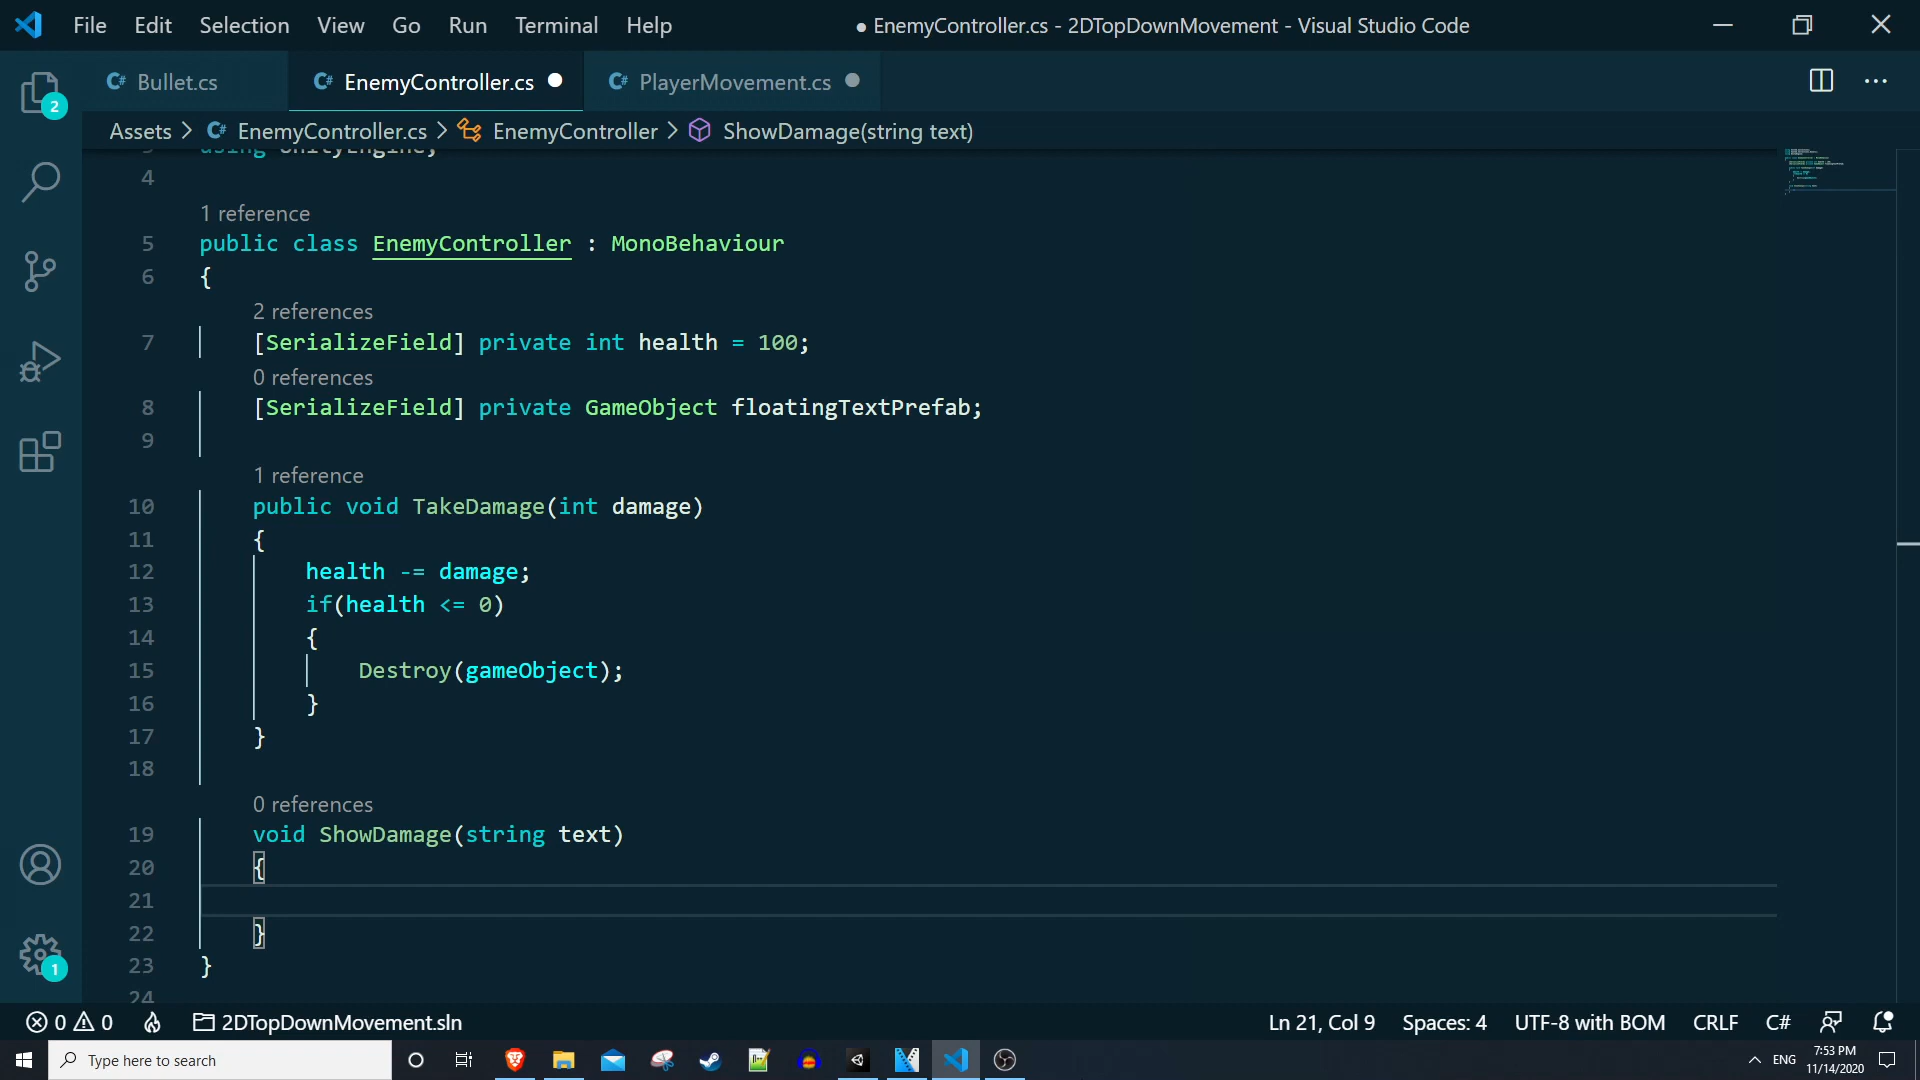 File Edit Selection View Go Run Terminal Help
● EnemyController.cs - 2DTopDownMovement - Visual Studio Code
Bullet.cs
EnemyController.cs
PlayerMovement.cs
2
Assets > EnemyController.cs > EnemyController > ShowDamage(string text)
3 using UnityEngine;
4
1 reference
5 public class EnemyController : MonoBehaviour
6 {
2 references
7 [SerializeField] private int health = 100;
0 references
8 [SerializeField] private GameObject floatingTextPrefab;
9
1 reference
10 public void TakeDamage(int damage)
11 {
12 health -= damage;
13 if(health <= 0)
14 {
15 Destroy(gameObject);
16 }
17 }
18
0 references
19 void ShowDamage(string text)
20 {
21
22 }
23 }
24
1
0 0 2DTopDownMovement.sln Ln 21, Col 9 Spaces: 4 UTF-8 with BOM CRLF C#
Type here to search
ENG
7:53 PM
11/14/2020